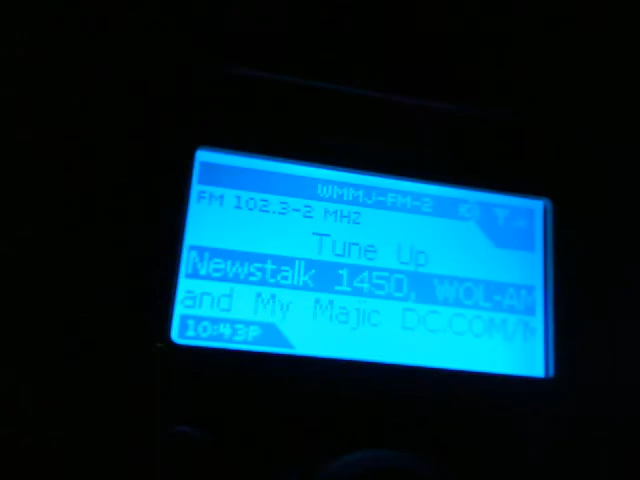 WMMJ-FM-2
FM 102.3-2 MHZ
Tune Up
Newstalk 1450, WOL-AM
and My Majic DC.COM/
10:43P